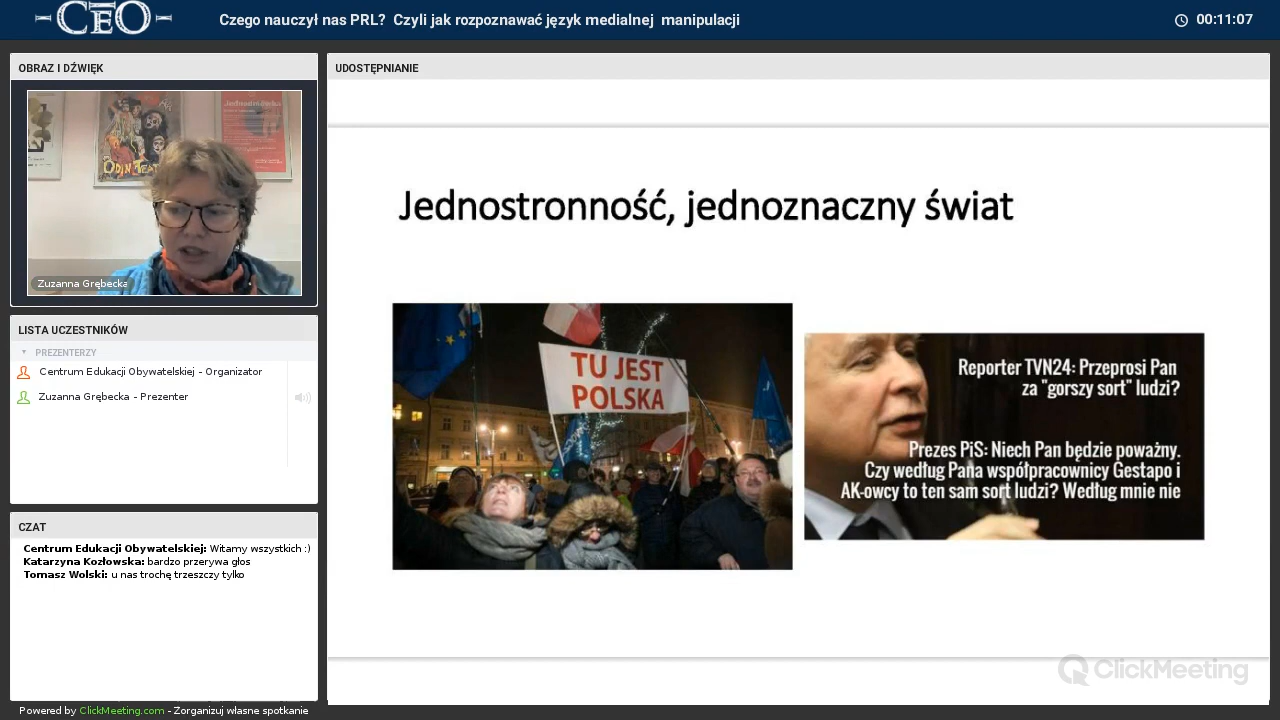 CEO
Czego nauczył nas PRL? Czyli jak rozpoznawać język medialnej manipulacji
00:11:07
OBRAZ I DŹWIĘK
Zuzanna Grębecka
LISTA UCZESTNIKÓW
PREZENTERZY
Centrum Edukacji Obywatelskiej - Organizator
Zuzanna Grębecka - Prezenter
CZAT
Centrum Edukacji Obywatelskiej: Witamy wszystkich :)
Katarzyna Kozłowska: bardzo przerywa głos
Tomasz Wolski: u nas trochę trzeszczy tylko
Powered by ClickMeeting.com - Zorganizuj własne spotkanie
UDOSTĘPNIANIE
Jednostronność, jednoznaczny świat
TU JEST
POLSKA
Reporter TVN24: Przeprosi Pan
za "gorszy sort" ludzi?
Prezes PiS: Niech Pan będzie poważny.
Czy według Pana współpracownicy Gestapo i
AK-owcy to ten sam sort ludzi? Według mnie nie
ClickMeeting